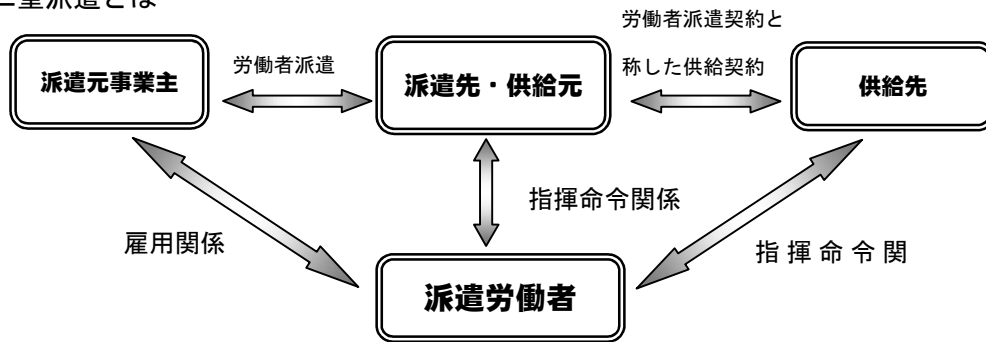 二重派遣とは
労働者派遣契約と
称した供給契約
労働者派遣
派遣元事業主
派遣先・供給元
供給先
指揮命令関係
雇用関係
指揮命令関
派遣労働者